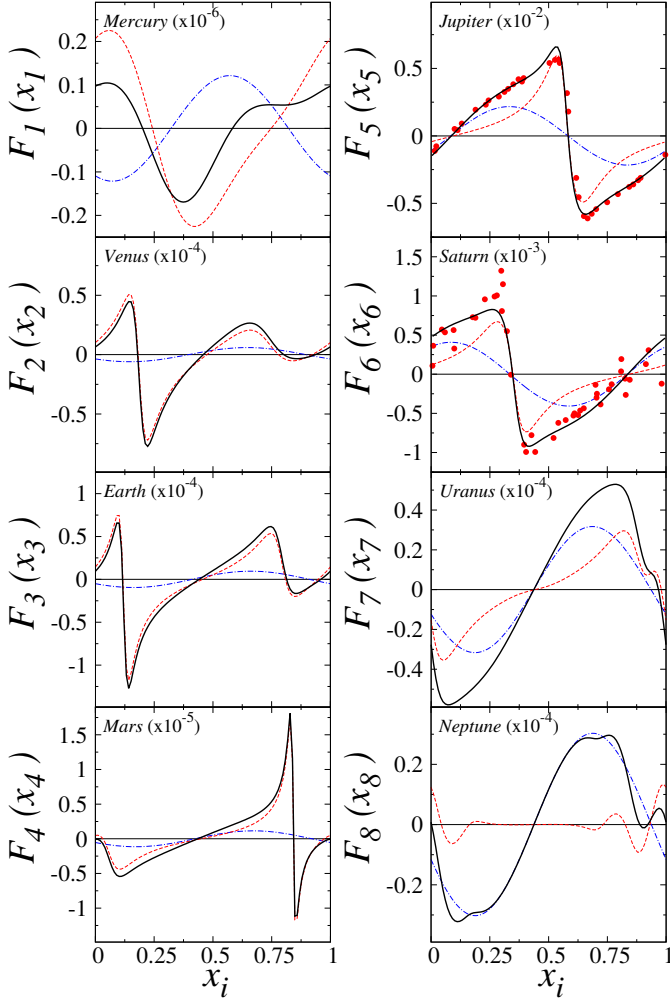 Mercury (x10-6)
0.2
0.1
0
-0.1
-0.2
F1(x1)
Jupiter (x10-2)
0.5
0
-0.5
F5(x5)
Venus (x10-4)
0.5
0
-0.5
F2(x2)
Saturn (x10-3)
1.5
1
0.5
0
-0.5
-1
F6(x6)
Earth (x10-4)
1
0.5
0
-0.5
-1
F3(x3)
Uranus (x10-4)
0.4
0.2
0
-0.2
-0.4
F7(x7)
Mars (x10-5)
1.5
1
0.5
0
-0.5
-1
F4(x4)
Neptune (x10-4)
0.2
0
-0.2
F8(x8)
0 0.25 0.5 0.75
xi
0 0.25 0.5 0.75 1
xi